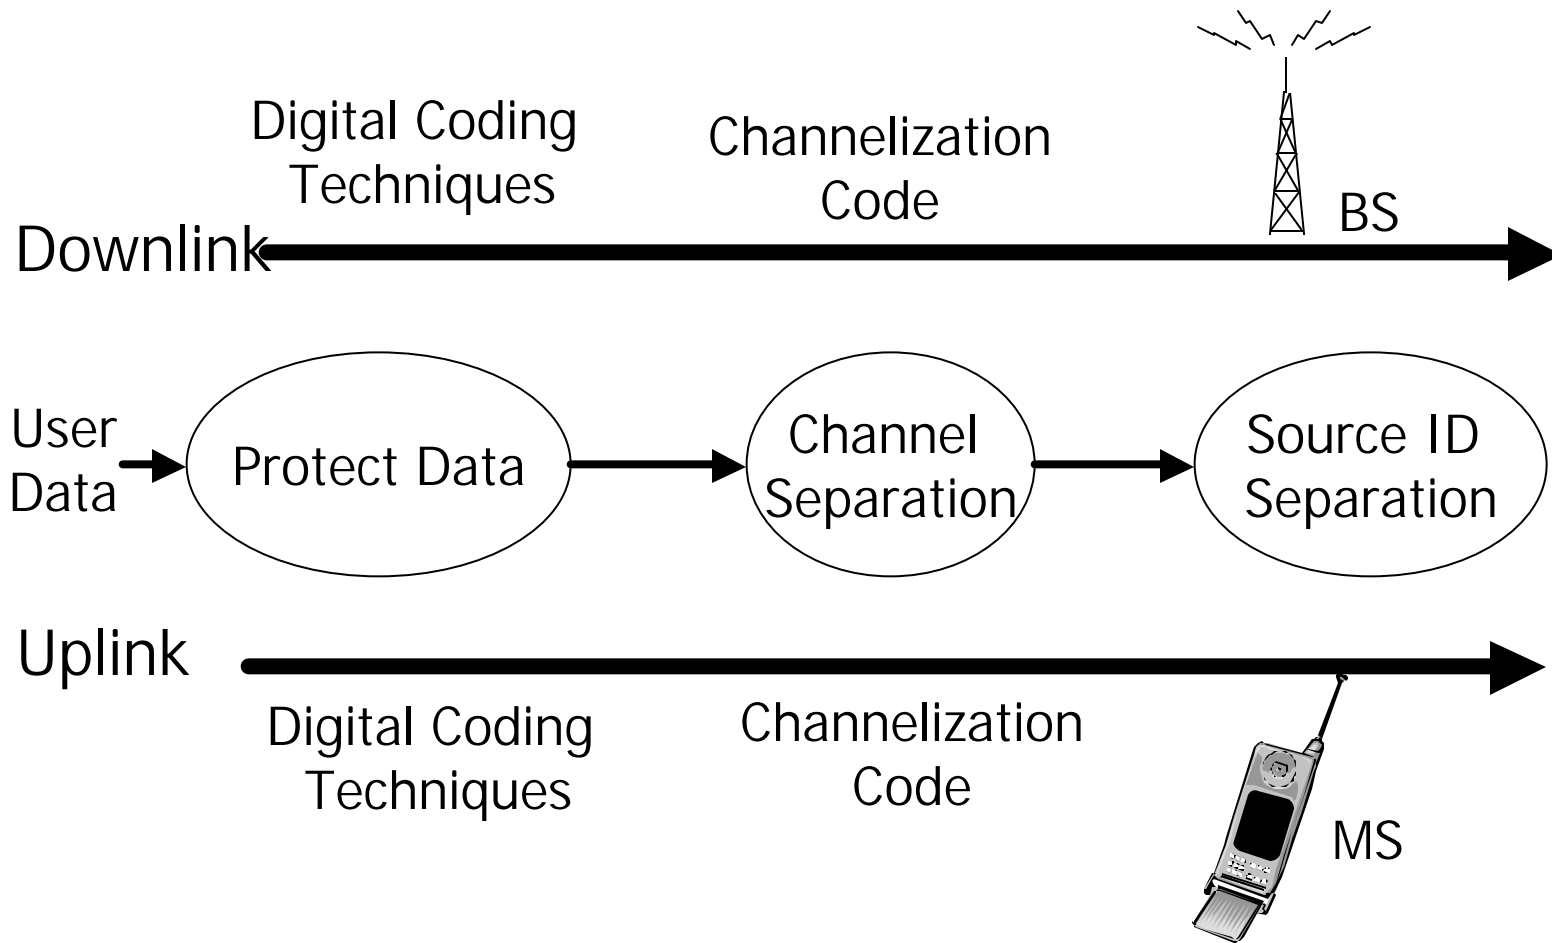 Digital Coding
Techniques
Channelization
Code
BS
Downlink
User
Data
Protect Data
Channel
Separation
Source ID
Separation
Uplink
Digital Coding
Techniques
Channelization
Code
MS